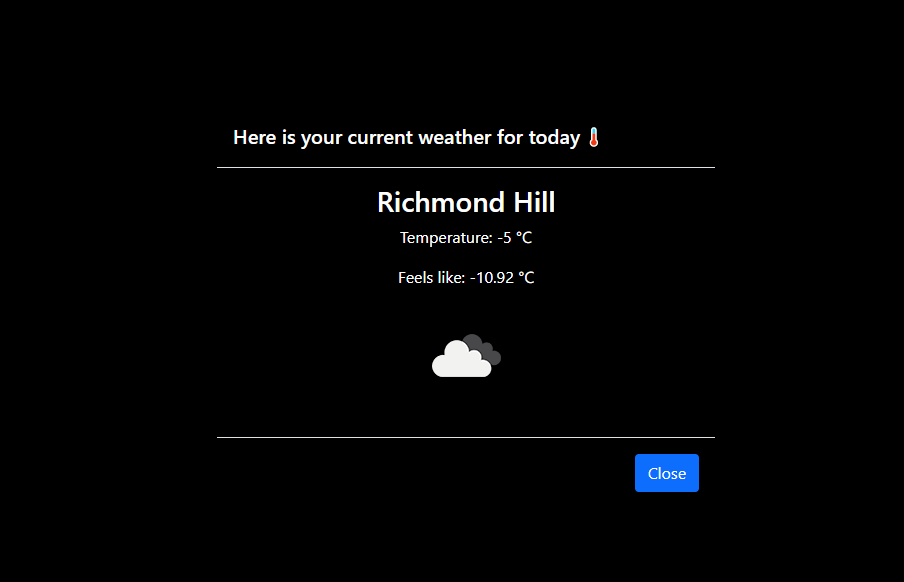 Here is your current weather for today 🌡️
Richmond Hill
Temperature: -5 °C
Feels like: -10.92 °C
Close